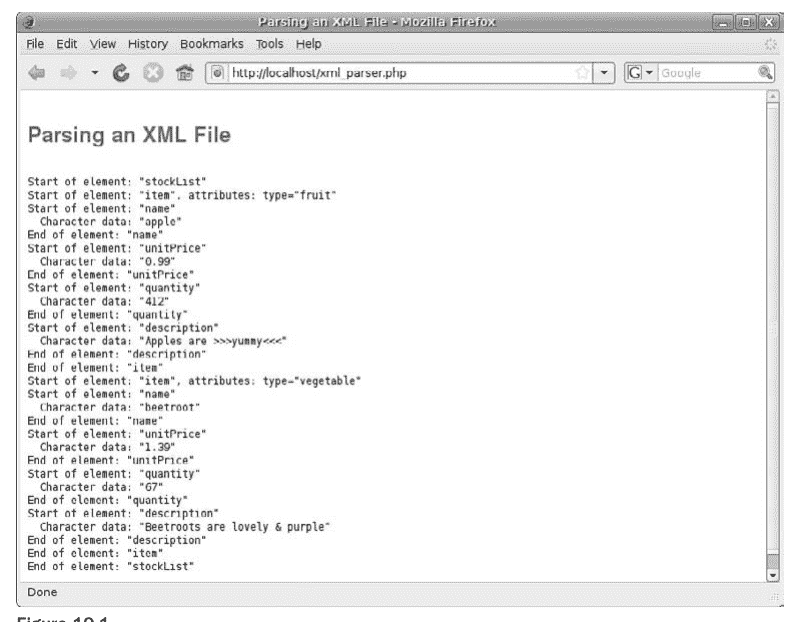 Parsing an XML File - Mozilla Firefox
File Edit View History Bookmarks Tools Help
http://localhost/xml_parser.php
G Google
Parsing an XML File
Start of element: "stockList"
Start of element: "item", attributes: type="fruit"
Start of element: "name"
Character data: "apple"
End of element: "name"
Start of element: "unitPrice"
Character data: "0.99"
End of element: "unitPrice"
Start of element: "quantity"
Character data: "412"
End of element: "quantity"
Start of element: "description"
Character data: "Apples are >>>yummy<<<"
End of element: "description"
End of element: "item"
Start of element: "item", attributes: type="vegetable"
Start of element: "name"
Character data: "beetroot"
End of element: "name"
Start of element: "unitPrice"
Character data: "1.39"
End of element: "unitPrice"
Start of element: "quantity"
Character data: "67"
End of element: "quantity"
Start of element: "description"
Character data: "Beetroots are lovely & purple"
End of element: "description"
End of element: "item"
End of element: "stockList"
Done
Figure